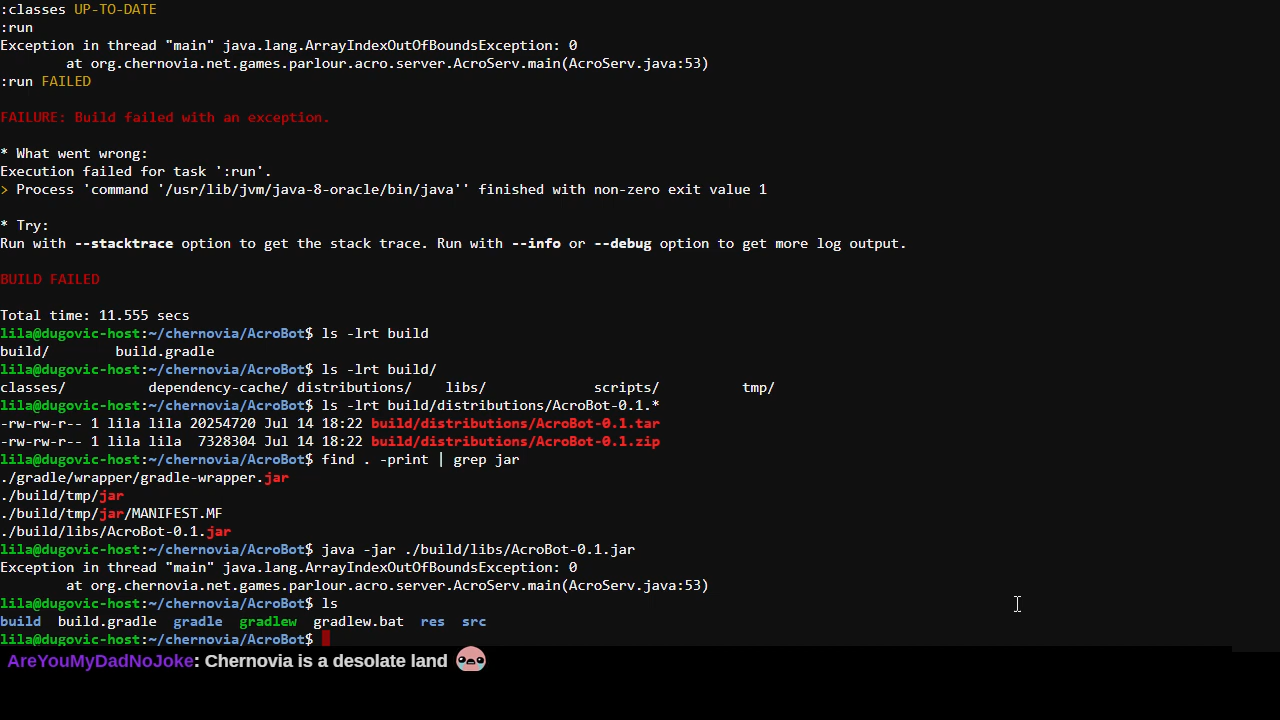 :classes UP-TO-DATE
:run
Exception in thread "main" java.lang.ArrayIndexOutOfBoundsException: 0
        at org.chernovia.net.games.parlour.acro.server.AcroServ.main(AcroServ.java:53)
:run FAILED
FAILURE: Build failed with an exception.
* What went wrong:
Execution failed for task ':run'.
> Process 'command '/usr/lib/jvm/java-8-oracle/bin/java'' finished with non-zero exit value 1
* Try:
Run with --stacktrace option to get the stack trace. Run with --info or --debug option to get more log output.
BUILD FAILED
Total time: 11.555 secs
lila@dugovic-host:~/chernovia/AcroBot$ ls -lrt build
build/        build.gradle
lila@dugovic-host:~/chernovia/AcroBot$ ls -lrt build/
classes/          dependency-cache/ distributions/    libs/             scripts/          tmp/
lila@dugovic-host:~/chernovia/AcroBot$ ls -lrt build/distributions/AcroBot-0.1.*
-rw-rw-r-- 1 lila lila 20254720 Jul 14 18:22 build/distributions/AcroBot-0.1.tar
-rw-rw-r-- 1 lila lila  7328304 Jul 14 18:22 build/distributions/AcroBot-0.1.zip
lila@dugovic-host:~/chernovia/AcroBot$ find . -print | grep jar
./gradle/wrapper/gradle-wrapper.jar
./build/tmp/jar
./build/tmp/jar/MANIFEST.MF
./build/libs/AcroBot-0.1.jar
lila@dugovic-host:~/chernovia/AcroBot$ java -jar ./build/libs/AcroBot-0.1.jar
Exception in thread "main" java.lang.ArrayIndexOutOfBoundsException: 0
        at org.chernovia.net.games.parlour.acro.server.AcroServ.main(AcroServ.java:53)
lila@dugovic-host:~/chernovia/AcroBot$ ls
build  build.gradle  gradle  gradlew  gradlew.bat  res  src
lila@dugovic-host:~/chernovia/AcroBot$
AreYouMyDadNoJoke: Chernovia is a desolate land